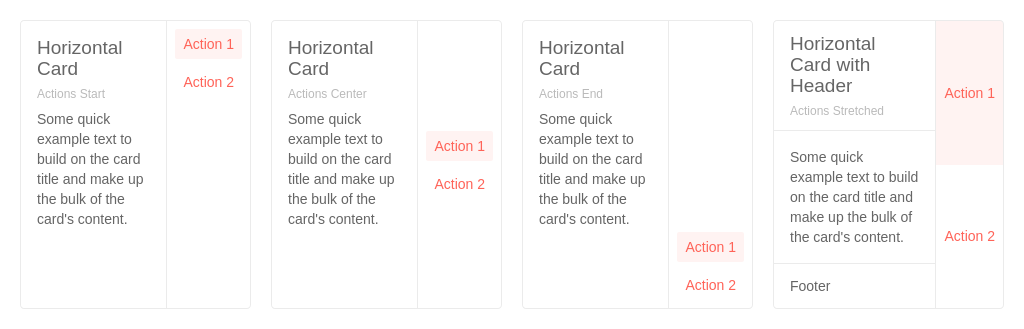 Horizontal
Card
Actions Start
Some quick
example text to
build on the card
title and make up
the bulk of the
card's content.
Action 1
Action 2
Horizontal
Card
Actions Center
Some quick
example text to
build on the card
title and make up
the bulk of the
card's content.
Action 1
Action 2
Horizontal
Card
Actions End
Some quick
example text to
build on the card
title and make up
the bulk of the
card's content.
Action 1
Action 2
Horizontal
Card with
Header
Actions Stretched
Some quick
example text to build
on the card title and
make up the bulk of
the card's content.
Footer
Action 1
Action 2